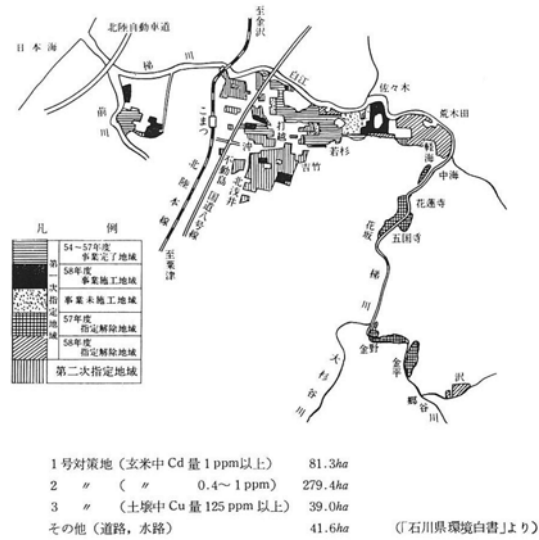 至金沢
北陸自動車道
日本海
梯川
前川
白江
佐々木
荒木田
こまつ
打越
沖
若杉
軽海
不動島
北浅井
吉竹
中海
北陸本線
国道八号線
花蓮寺
花坂
五国寺
至粟津
梯川
金野
金平
沢
大杉谷川
郷谷川
凡例
第一次指定地域
54〜57年度
事業完了地域
58年度
事業施工地域
事業未施工地域
57年度
指定解除地域
58年度
指定解除地域
第二次指定地域
1号対策地(玄米中Cd量1ppm以上) 81.3ha
2 〃 ( 〃 0.4〜1ppm) 279.4ha
3 〃 (土壌中Cu量125ppm以上) 39.0ha
その他(道路,水路) 41.6ha (「石川県環境白書」より)